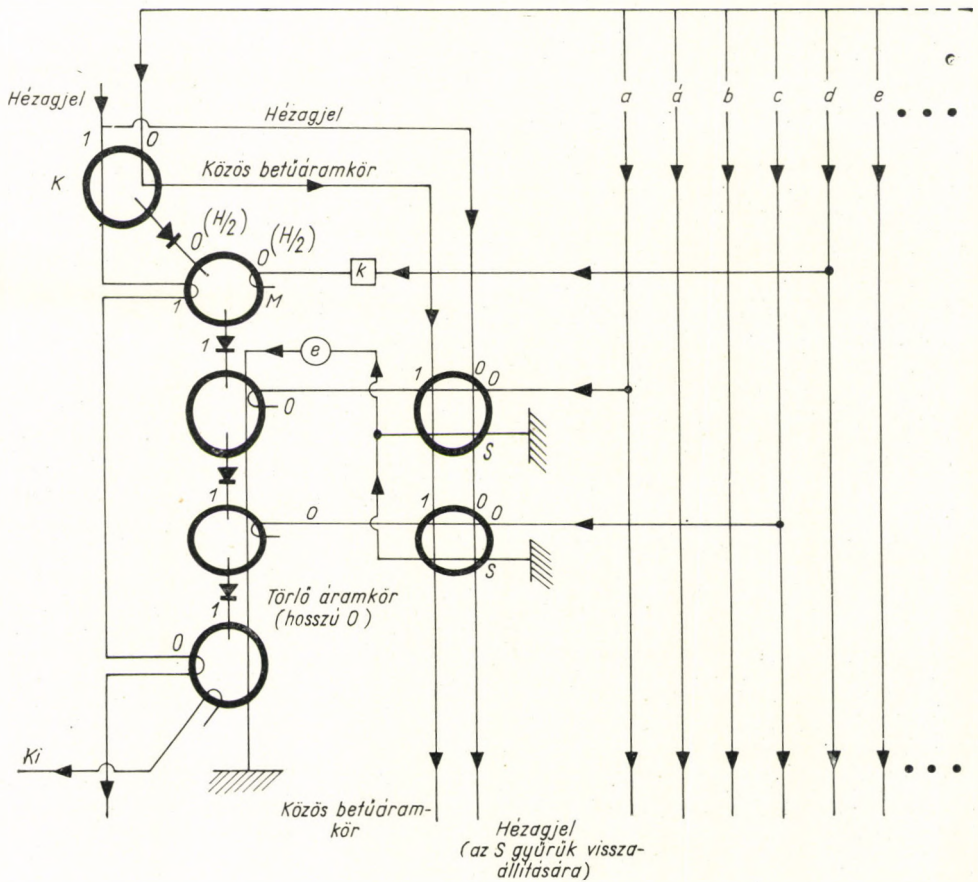 a á b c d e
Hézagjel
Hézagjel
1 0
K
Közös betűáramkör
0 (H/2)
0 (H/2)
k
1
M
1
e
1
0 0
0
S
1
1
0 0
0
S
Törlő áramkör
(hosszú 0)
1
0
Ki
Közös betűáram-
kör
Hézagjel
(az S gyűrűk vissza-
állítására)